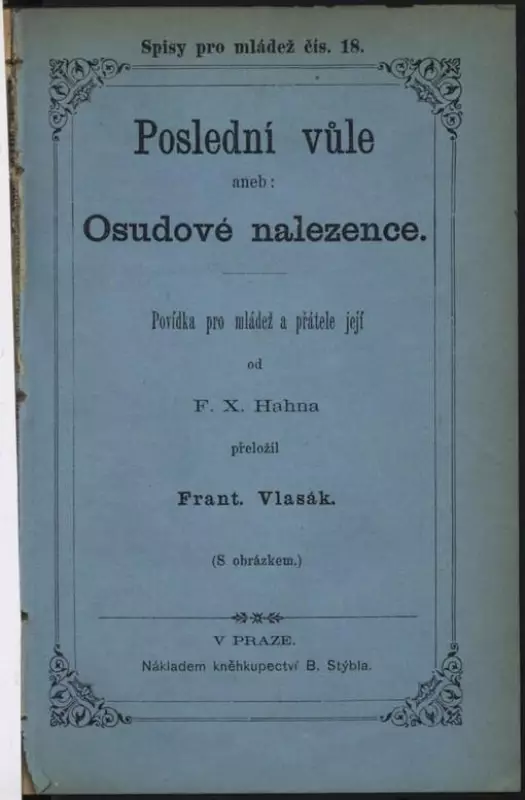 Spisy pro mládež čís. 18.
Poslední vůle
aneb:
Osudové nalezence.
Povídka pro mládež a přátele její
od
F. X. Hahna
přeložil
Frant. Vlasák.
(S obrázkem.)
V PRAZE.
Nákladem kněhkupectví B. Stýbla.